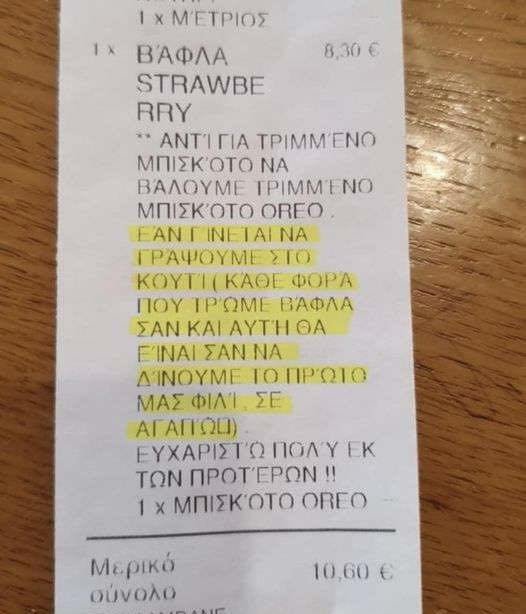 1 x ΜΈΤΡΙΟΣ
1 x ΒΆΦΛΑ 8,30 €
STRAWBE
RRY
** ΑΝΤΊ ΓΙΑ ΤΡΙΜΜΈΝΟ
ΜΠΙΣΚΌΤΟ ΝΑ
ΒΆΛΟΥΜΕ ΤΡΙΜΜΈΝΟ
ΜΠΙΣΚΌΤΟ OREO .
ΕΑΝ ΓΊΝΕΤΑΙ ΝΑ
ΓΡΆΨΟΥΜΕ ΣΤΟ
ΚΟΥΤΊ ( ΚΆΘΕ ΦΟΡΆ
ΠΟΥ ΤΡΏΜΕ ΒΆΦΛΑ
ΣΑΝ ΚΑΙ ΑΥΤΉ ΘΑ
ΕΊΝΑΙ ΣΑΝ ΝΑ
ΔΊΝΟΥΜΕ ΤΟ ΠΡΏΤΟ
ΜΑΣ ΦΙΛΊ , ΣΕ
ΑΓΑΠΏ) .
ΕΥΧΑΡΙΣΤΏ ΠΟΛΎ ΕΚ
ΤΩΝ ΠΡΟΤΈΡΩΝ !!
1 x ΜΠΙΣΚΌΤΟ OREO
Μερικό 10,60 €
σύνολο